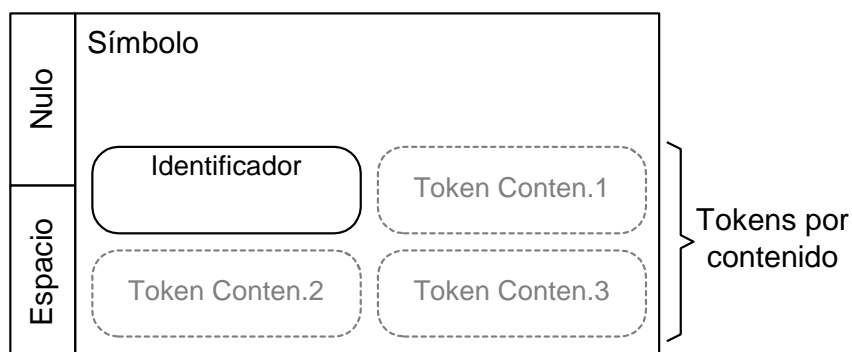 Nulo
Espacio
Símbolo
Identificador
Token Conten.1
Token Conten.2
Token Conten.3
Tokens por
contenido